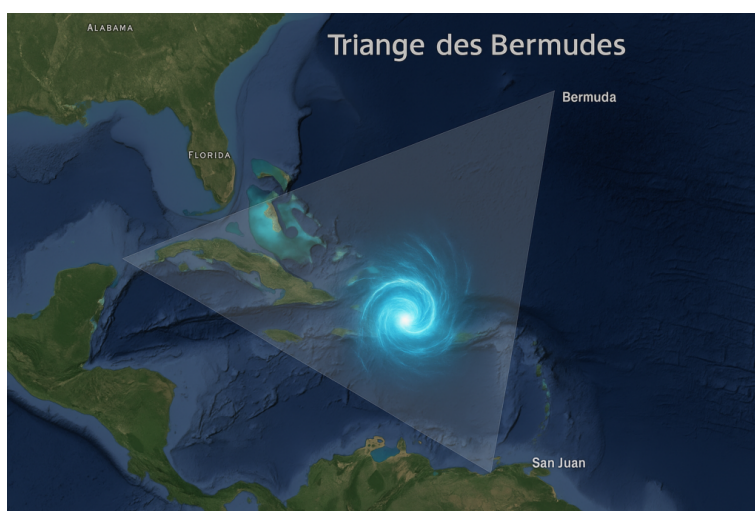 ALABAMA
Triange des Bermudes
Bermuda
FLORIDA
San Juan